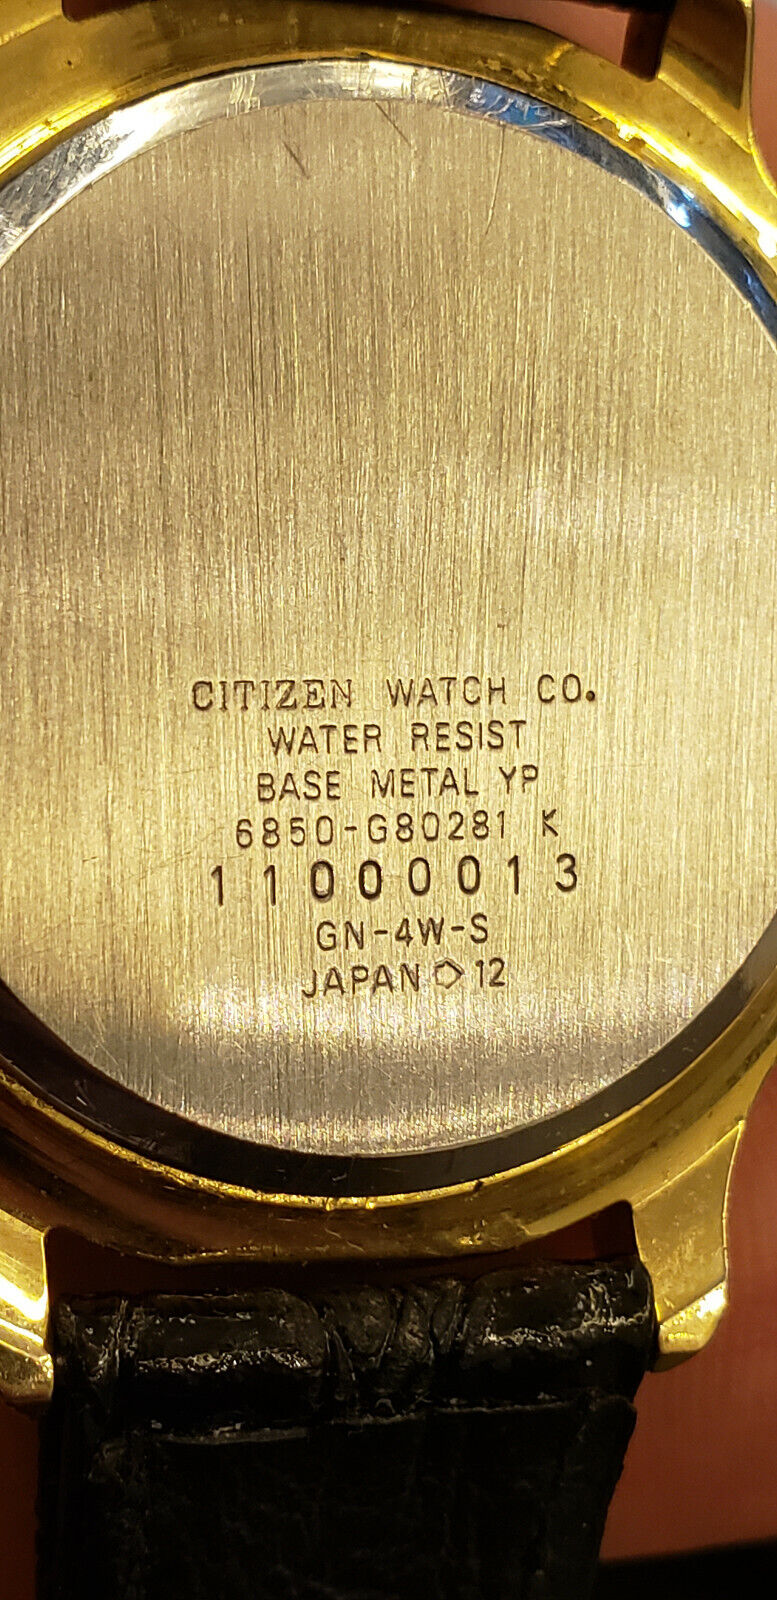 CITIZEN WATCH CO.
WATER RESIST
BASE METAL YP
6850-G80281 K
11000013
GN-4W-S
JAPAN 12